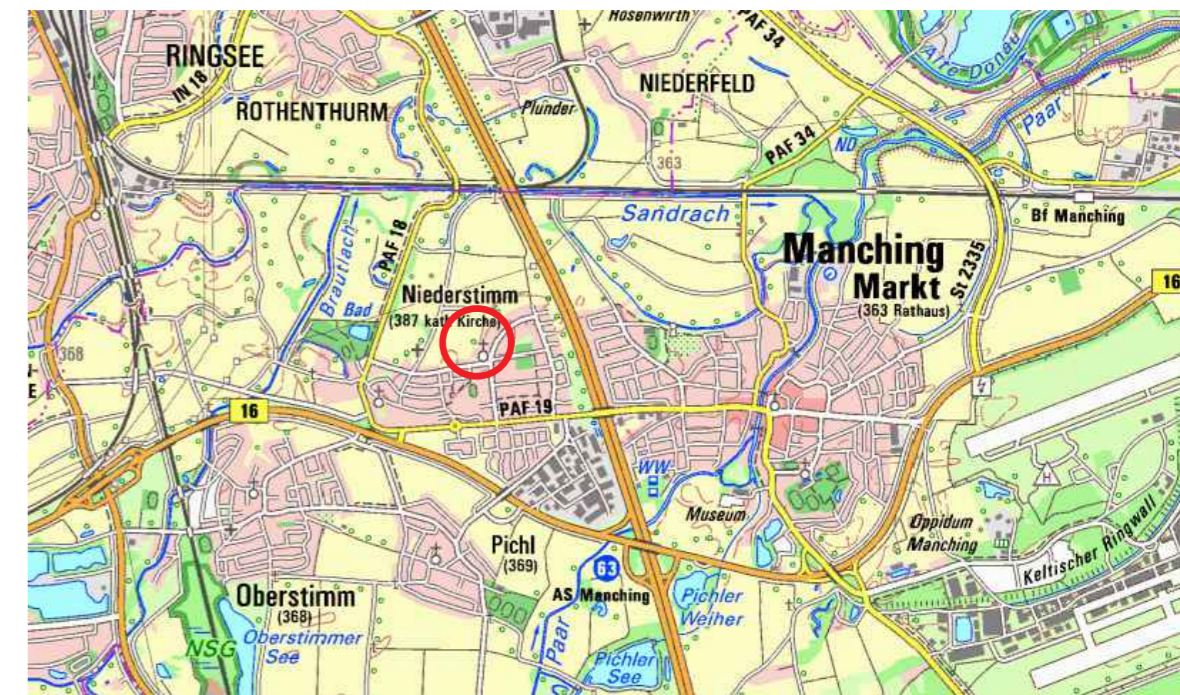 Rosenwirth
PAF 34
RINGSEE
IN 18
ROTHENTHURM
Plunder
NIEDERFELD
Alte Donau
Paar
ND
PAF 34
363
Sandrach
Bf Manching
Brautlach
PAF 18
Manching
Markt
(363 Rathaus)
St 2335
16
Niederstimm
(387 kath Kirche)
Bad
368
E
16
PAF 19
WW
Museum
Oppidum
Manching
H
Keltischer Ringwall
Pichl
(369)
63
AS Manching
Oberstimm
(368)
Oberstimmer
See
NSG
Paar
Pichler
Weiher
Pichler
See